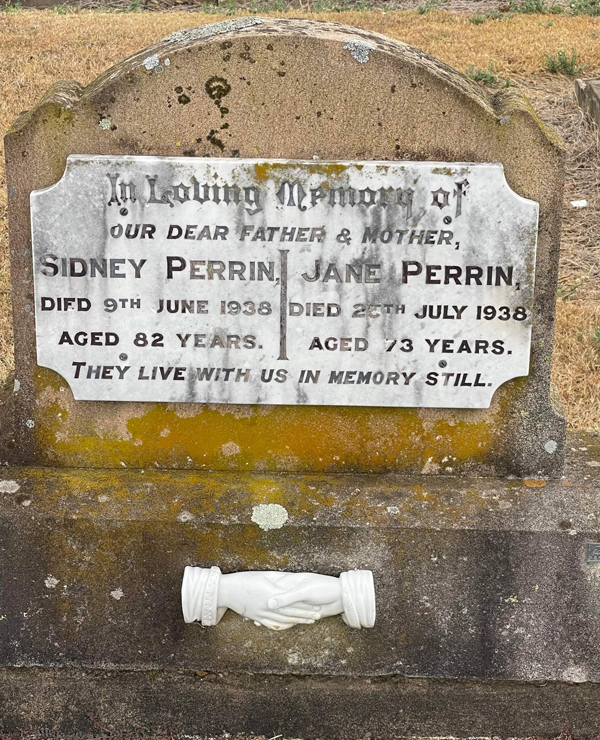 In Loving Memory of
OUR DEAR FATHER & MOTHER,
SIDNEY PERRIN, JANE PERRIN,
DIED 9TH JUNE 1938 DIED JULY 1938
AGED 82 YEARS. AGED 73 YEARS.
THEY LIVE WITH US IN MEMORY STILL.